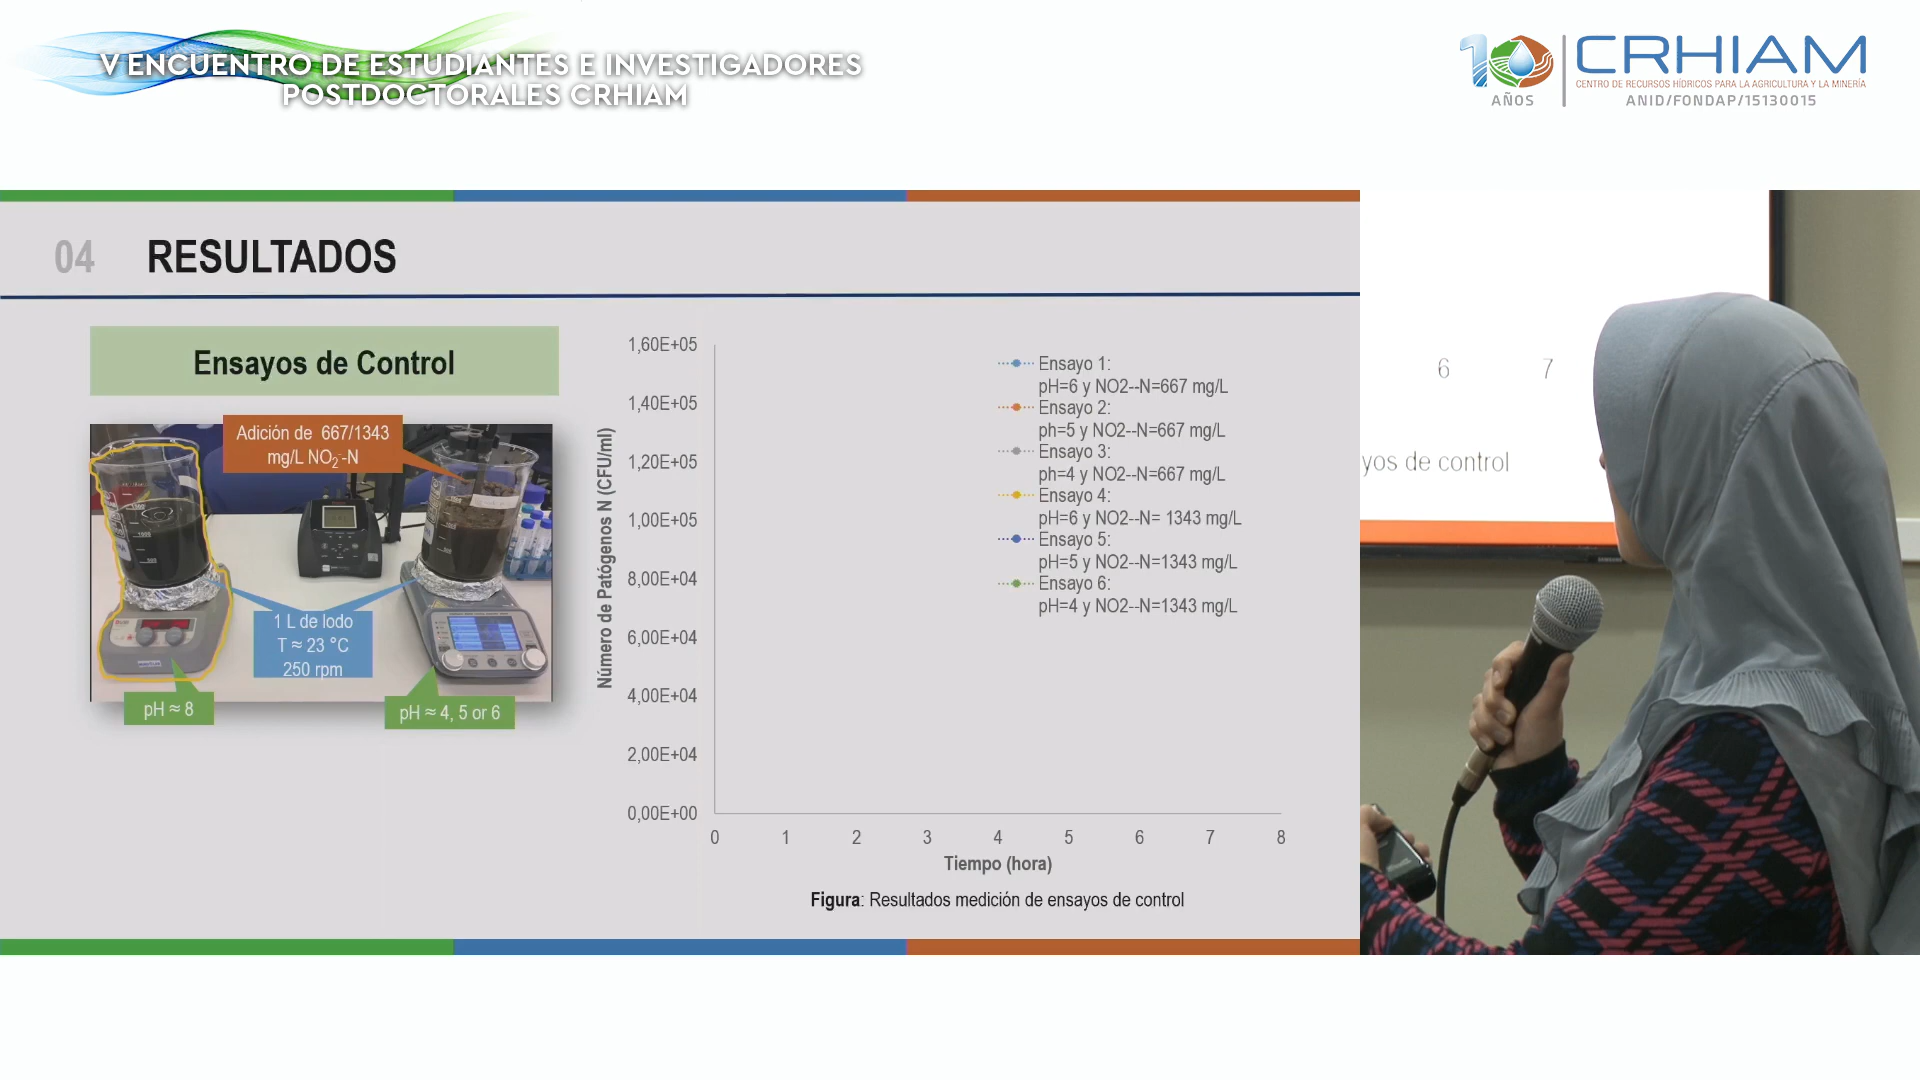 V ENCUENTRO DE ESTUDIANTES E INVESTIGADORES
POSTDOCTORALES CRHIAM
10
AÑOS
CRHIAM
CENTRO DE RECURSOS HÍDRICOS PARA LA AGRICULTURA Y LA MINERÍA
ANID/FONDAP/15130015
04 RESULTADOS
Ensayos de Control
Adición de 667/1343
mg/L NO2--N
1 L de lodo
T ≈ 23 °C
250 rpm
pH ≈ 8
pH ≈ 4, 5 or 6
Número de Patógenos N (CFU/ml)
1,60E+05
1,40E+05
1,20E+05
1,00E+05
8,00E+04
6,00E+04
4,00E+04
2,00E+04
0,00E+00
0 1 2 3 4 5 6 7 8
Tiempo (hora)
Ensayo 1:
pH=6 y NO2--N=667 mg/L
Ensayo 2:
ph=5 y NO2--N=667 mg/L
Ensayo 3:
ph=4 y NO2--N=667 mg/L
Ensayo 4:
pH=6 y NO2--N= 1343 mg/L
Ensayo 5:
pH=5 y NO2--N=1343 mg/L
Ensayo 6:
pH=4 y NO2--N=1343 mg/L
Figura: Resultados medición de ensayos de control
6 7
yos de control